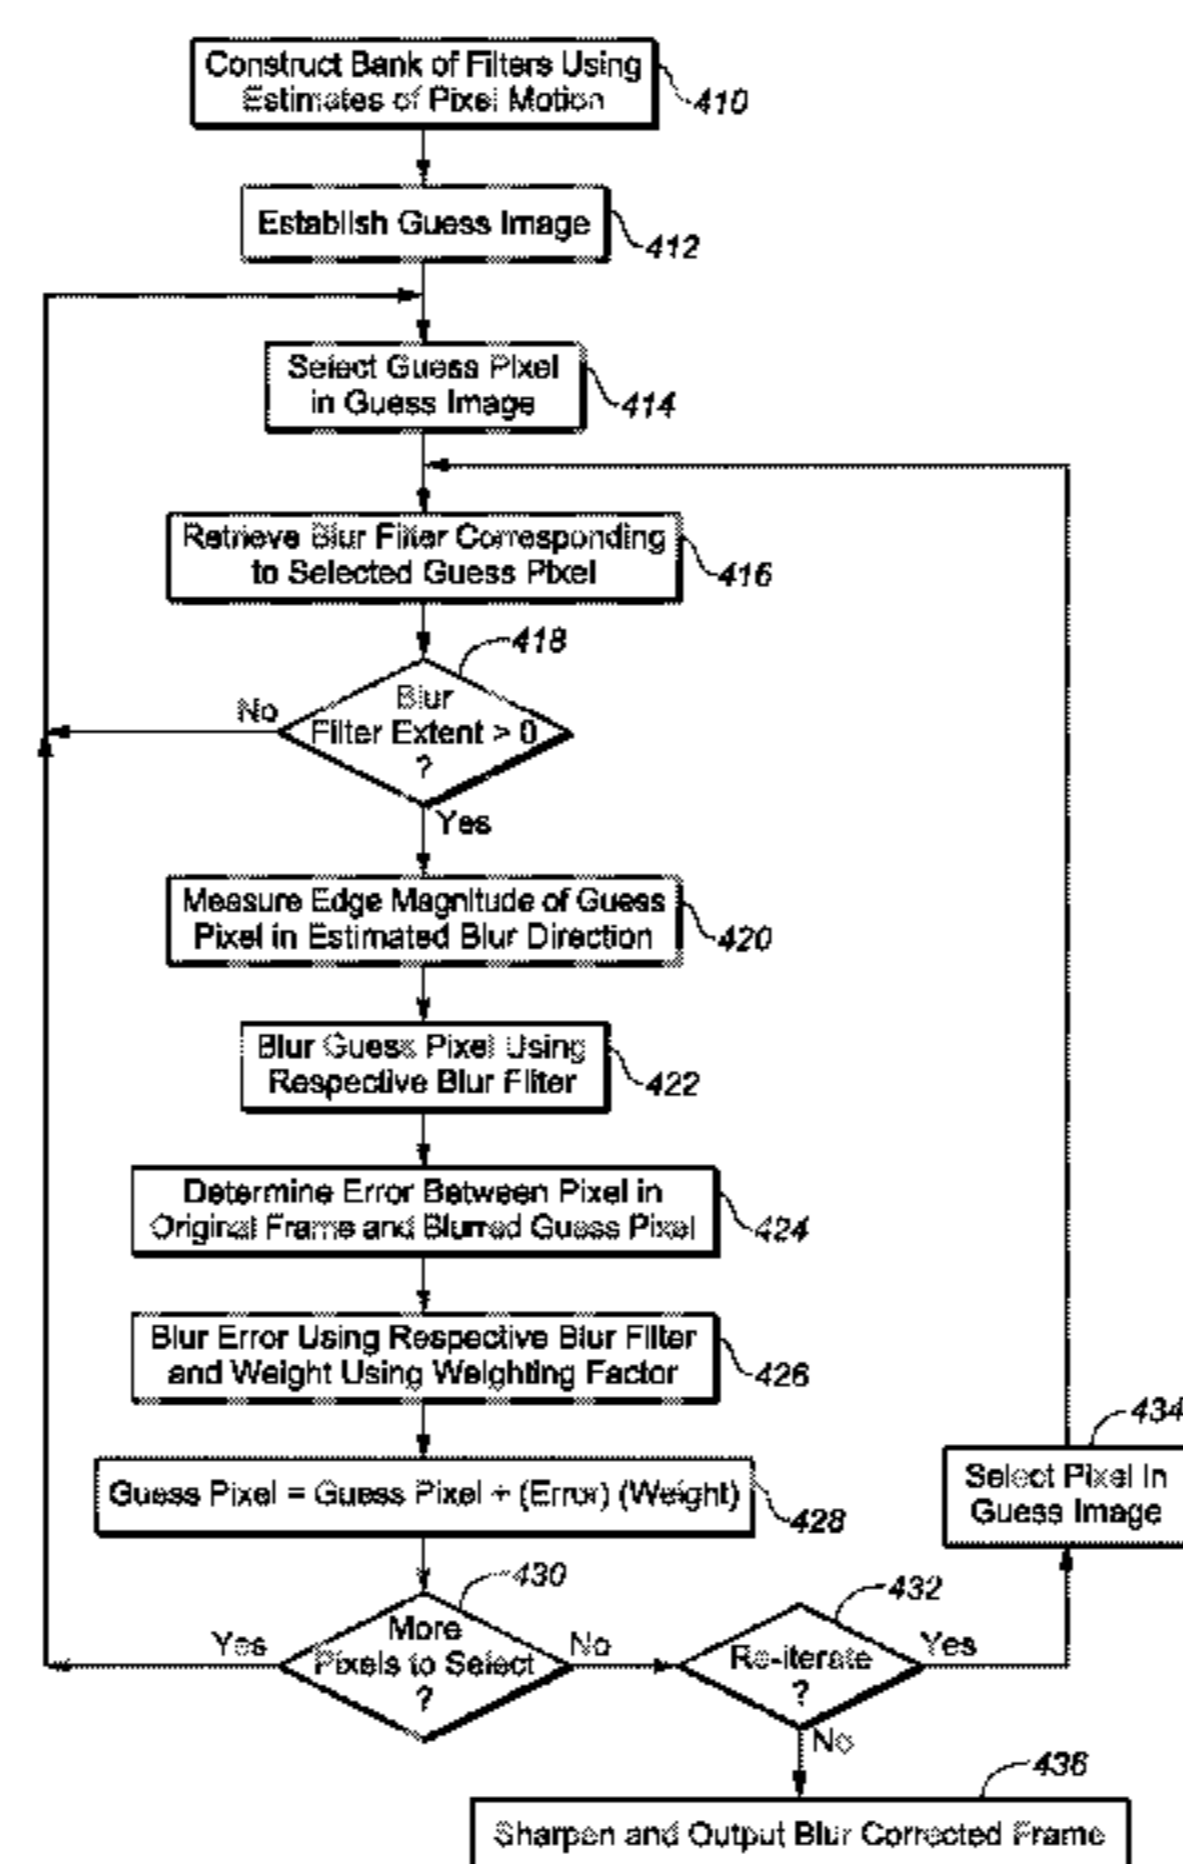 Construct Bank of Filters Using
Estimates of Pixel Motion
410
Establish Guess Image
412
Select Guess Pixel
in Guess Image
414
Retrieve Blur Filter Corresponding
to Selected Guess Pixel
416
418
Blur
Filter Extent > 0
?
No
Yes
Measure Edge Magnitude of Guess
Pixel in Estimated Blur Direction
420
Blur Guess Pixel Using
Respective Blur Filter
422
Determine Error Between Pixel in
Original Frame and Blurred Guess Pixel
424
Blur Error Using Respective Blur Filter
and Weight Using Weighting Factor
426
Guess Pixel = Guess Pixel + (Error) (Weight)
428
434
Select Pixel in
Guess Image
430
More
Pixels to Select
?
Yes
No
432
Re-iterate
?
Yes
No
436
Sharpen and Output Blur Corrected Frame